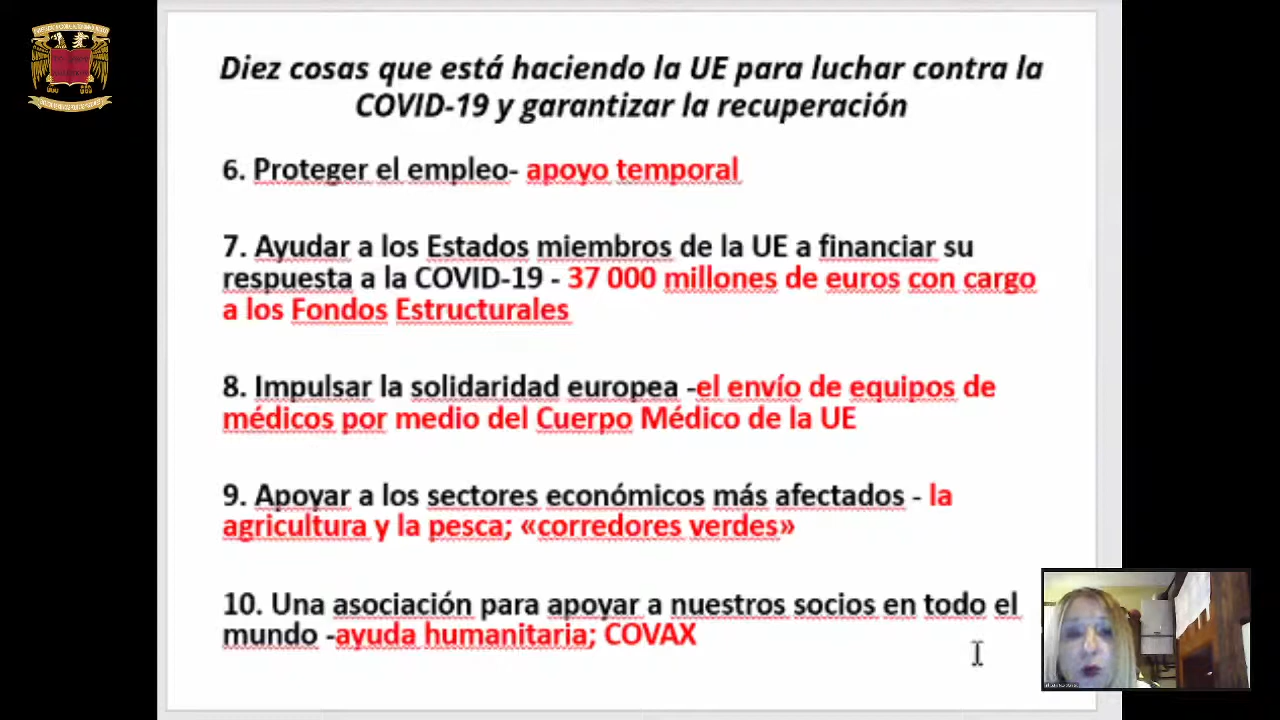 Diez cosas que está haciendo la UE para luchar contra la
COVID-19 y garantizar la recuperación
6. Proteger el empleo- apoyo temporal
7. Ayudar a los Estados miembros de la UE a financiar su
respuesta a la COVID-19 - 37 000 millones de euros con cargo
a los Fondos Estructurales
8. Impulsar la solidaridad europea -el envío de equipos de
médicos por medio del Cuerpo Médico de la UE
9. Apoyar a los sectores económicos más afectados - la
agricultura y la pesca; «corredores verdes»
10. Una asociación para apoyar a nuestros socios en todo el
mundo -ayuda humanitaria; COVAX